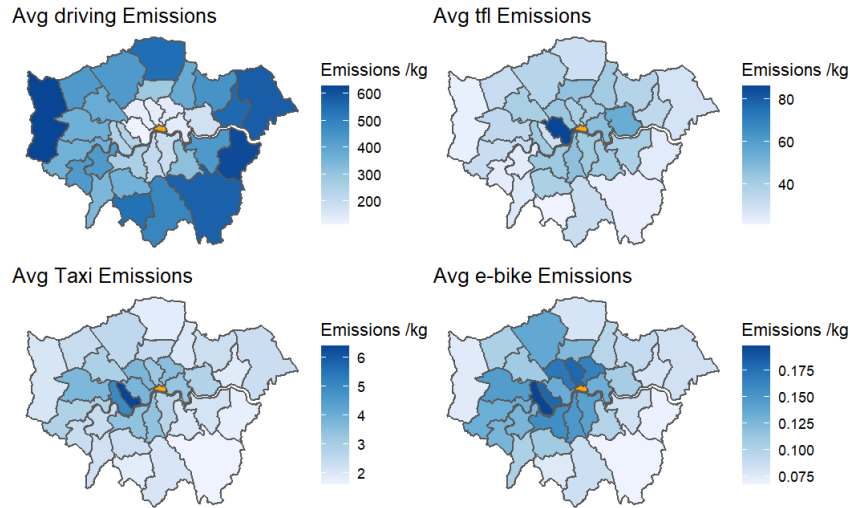 Avg driving Emissions
Emissions /kg
600
500
400
300
200
Avg tfl Emissions
Emissions /kg
80
60
40
Avg Taxi Emissions
Emissions /kg
6
5
4
3
2
Avg e-bike Emissions
Emissions /kg
0.175
0.150
0.125
0.100
0.075